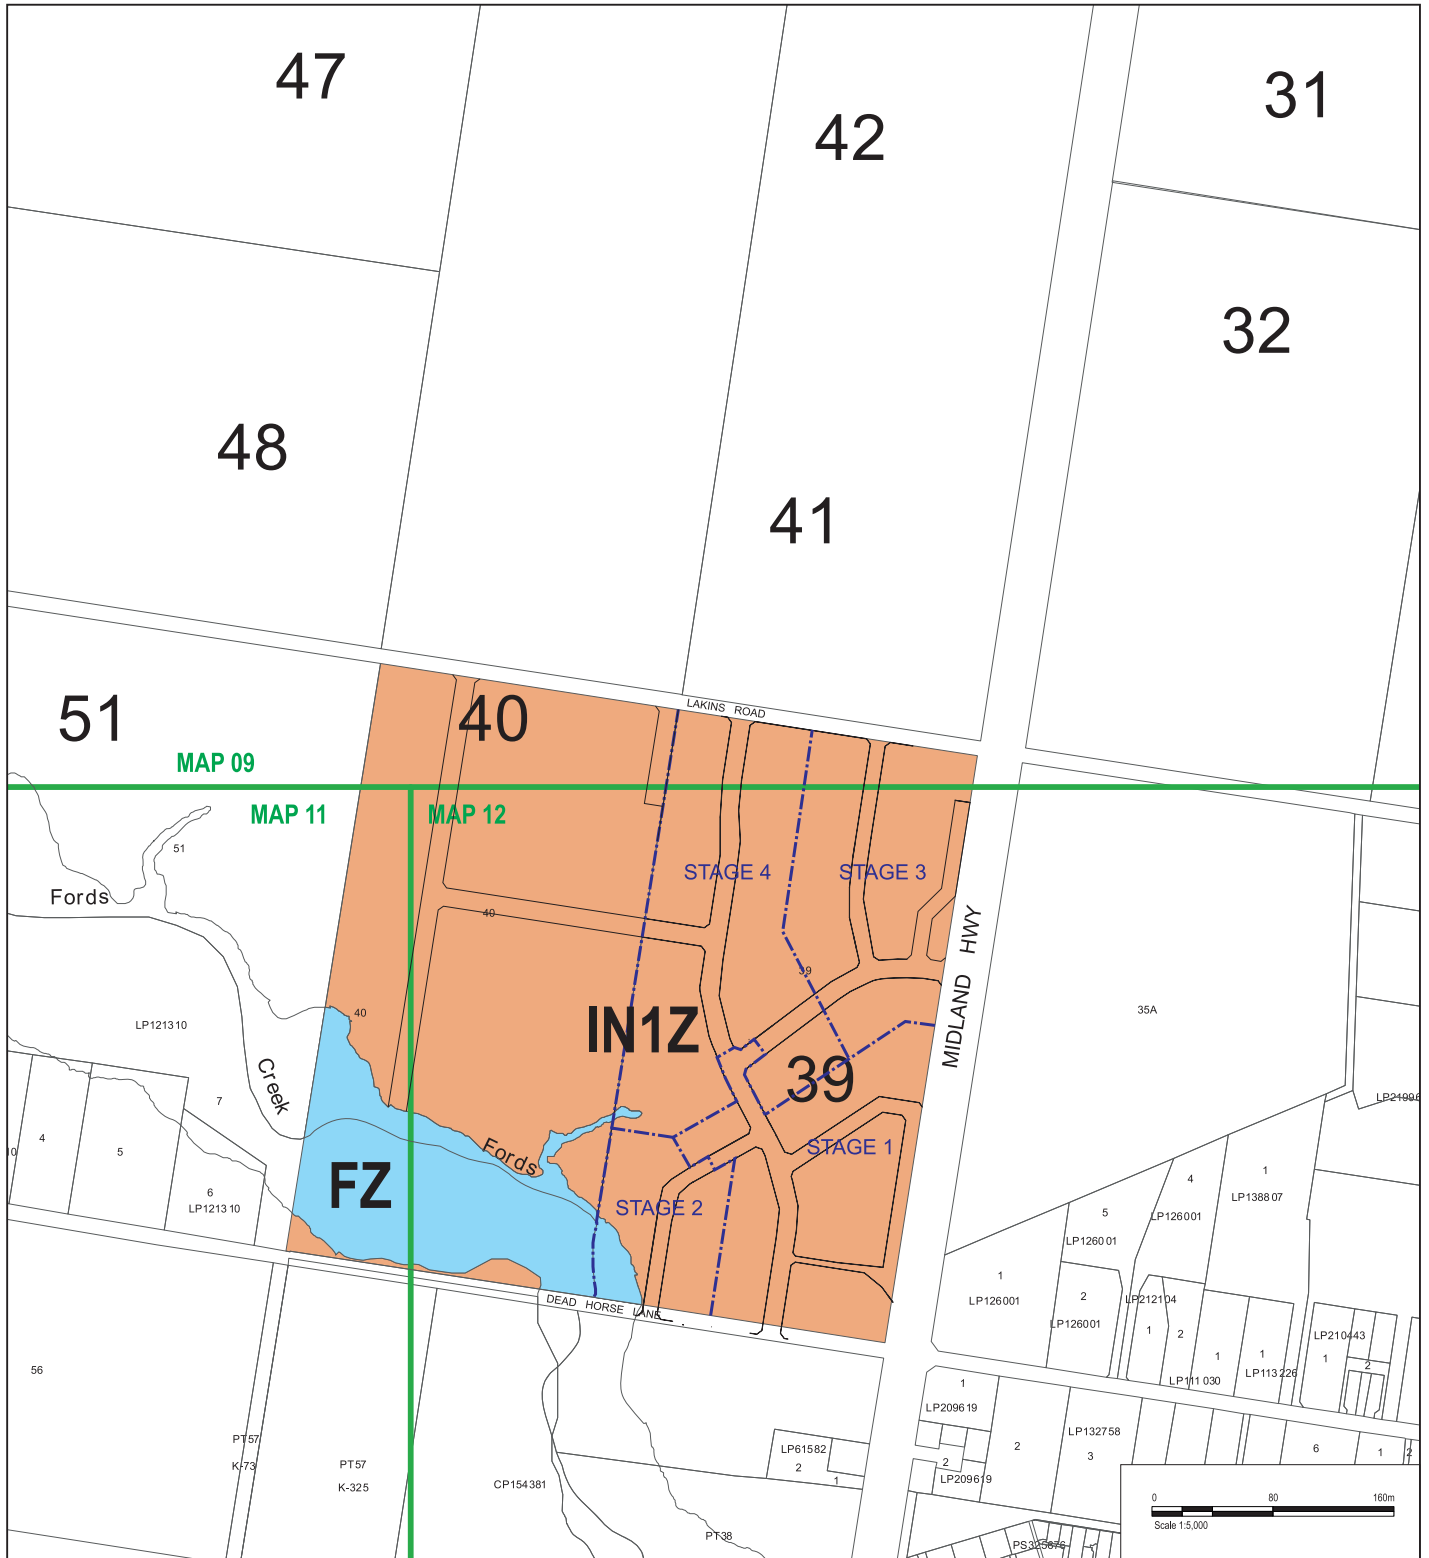 47
42
31
32
48
41
51
40
LAKINS ROAD
MAP 09
MAP 11
MAP 12
51
STAGE 4
STAGE 3
Fords
40
MIDLAND HWY
39
40
LP121310
IN1Z
35A
Creek
39
7
LP21996
4
5
10
Fords
STAGE 1
FZ
6
LP121310
STAGE 2
4
1
LP138807
5
LP126001
LP126001
1
LP126001
2
LP126001
LP212104
1
2
DEAD HORSE LANE
LP210443
1
2
1
1
LP113226
LP111030
56
1
LP209619
PT57
K-73
PT57
K-325
CP154381
LP61582
2
1
2
LP132758
3
6
1
2
2
LP209619
PT38
PS325676
0 80 160m
Scale 1:5,000